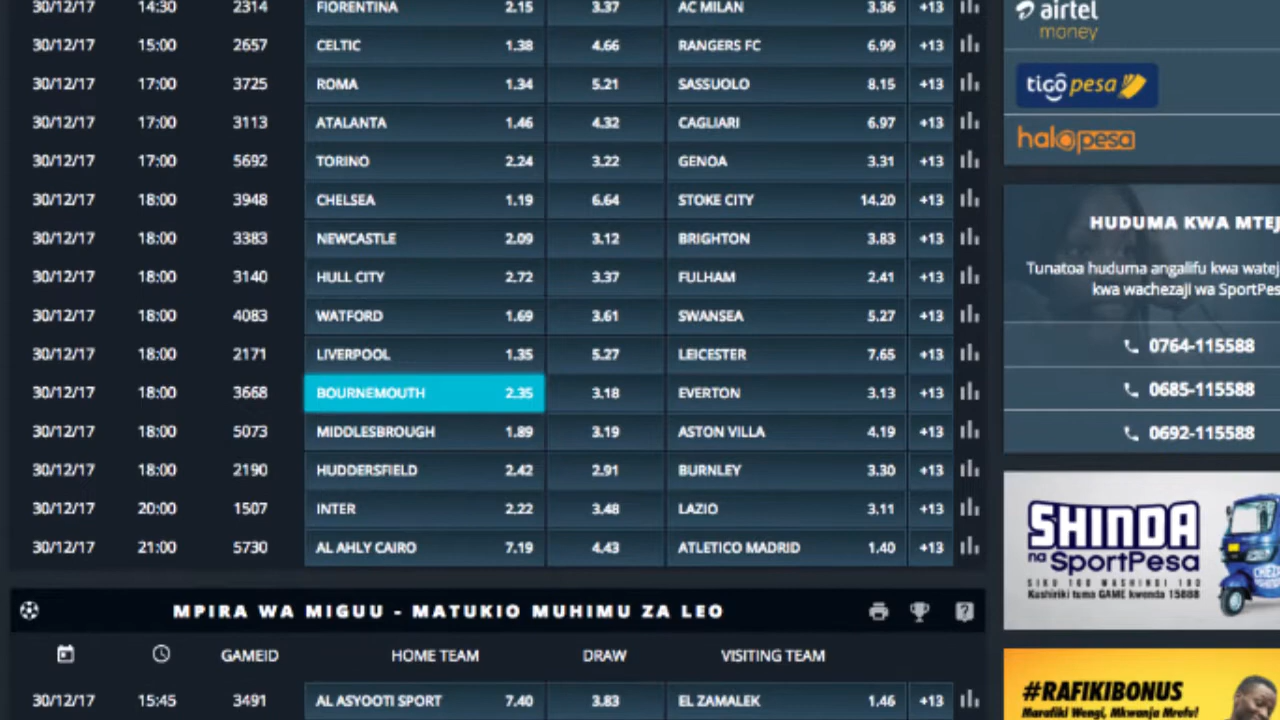 30/12/17 14:30 2314 FIORENTINA 2.15 3.37 AC MILAN 3.36 +13
30/12/17 15:00 2657 CELTIC 1.38 4.66 RANGERS FC 6.99 +13
30/12/17 17:00 3725 ROMA 1.34 5.21 SASSUOLO 8.15 +13
30/12/17 17:00 3113 ATALANTA 1.46 4.32 CAGLIARI 6.97 +13
30/12/17 17:00 5692 TORINO 2.24 3.22 GENOA 3.31 +13
30/12/17 18:00 3948 CHELSEA 1.19 6.64 STOKE CITY 14.20 +13
30/12/17 18:00 3383 NEWCASTLE 2.09 3.12 BRIGHTON 3.83 +13
30/12/17 18:00 3140 HULL CITY 2.72 3.37 FULHAM 2.41 +13
30/12/17 18:00 4083 WATFORD 1.69 3.61 SWANSEA 5.27 +13
30/12/17 18:00 2171 LIVERPOOL 1.35 5.27 LEICESTER 7.65 +13
30/12/17 18:00 3668 BOURNEMOUTH 2.35 3.18 EVERTON 3.13 +13
30/12/17 18:00 5073 MIDDLESBROUGH 1.89 3.19 ASTON VILLA 4.19 +13
30/12/17 18:00 2190 HUDDERSFIELD 2.42 2.91 BURNLEY 3.30 +13
30/12/17 20:00 1507 INTER 2.22 3.48 LAZIO 3.11 +13
30/12/17 21:00 5730 AL AHLY CAIRO 7.19 4.43 ATLETICO MADRID 1.40 +13
MPIRA WA MIGUU - MATUKIO MUHIMU ZA LEO
GAMEID HOME TEAM DRAW VISITING TEAM
30/12/17 15:45 3491 AL ASYOOTI SPORT 7.40 3.83 EL ZAMALEK 1.46 +13
airtel
money
tigo pesa
halopesa
HUDUMA KWA MTEJ
Tunatoa huduma angalifu kwa watej
kwa wachezaji wa SportPes
0764-115588
0685-115588
0692-115588
SHINDA
na SportPesa
SIKU 100 WASHINDI 100
Kushiriki tuma GAME kwenda 15888
#RAFIKIBONUS
Marafiki Wengi, Mkwanja Mrefu!